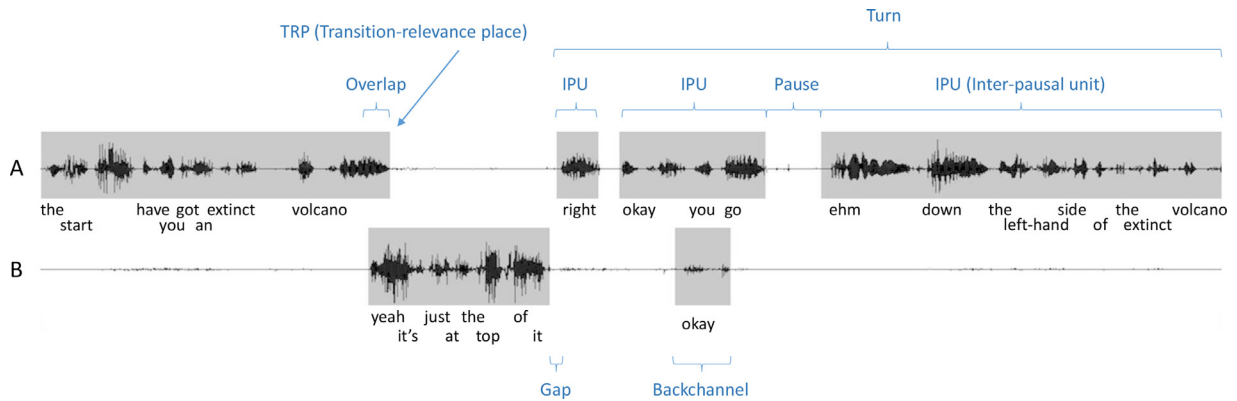 Turn
TRP (Transition-relevance place)
Overlap IPU IPU Pause IPU (Inter-pausal unit)
A
the have got extinct volcano right okay you go ehm down the side the volcano
start you an left-hand of extinct
B
yeah just the of okay
it's at top it
Gap Backchannel